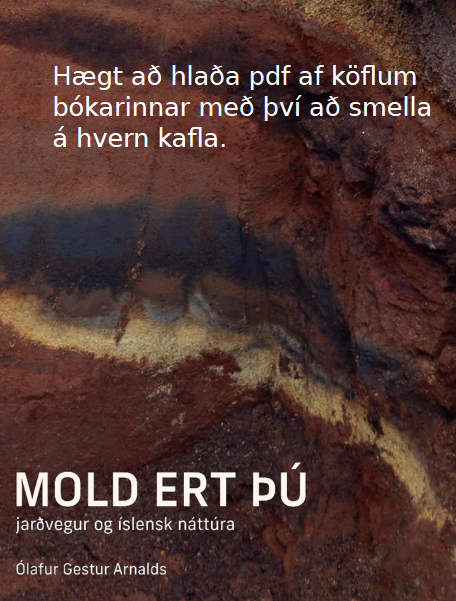 Hægt að hlaða pdf af köflum
bókarinnar með því að smella
á hvern kafla.
MOLD ERT ÞÚ
jarðvegur og íslensk náttúra
Ólafur Gestur Arnalds